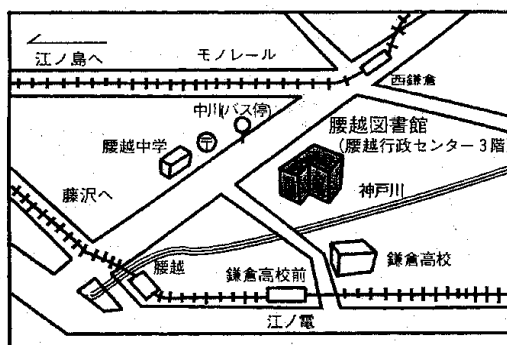 江ノ島へ
モノレール
西鎌倉
中川(バス停)
腰越中学
〒
腰越図書館
(腰越行政センター3階)
藤沢へ
神戸川
腰越
鎌倉高校前
鎌倉高校
江ノ電